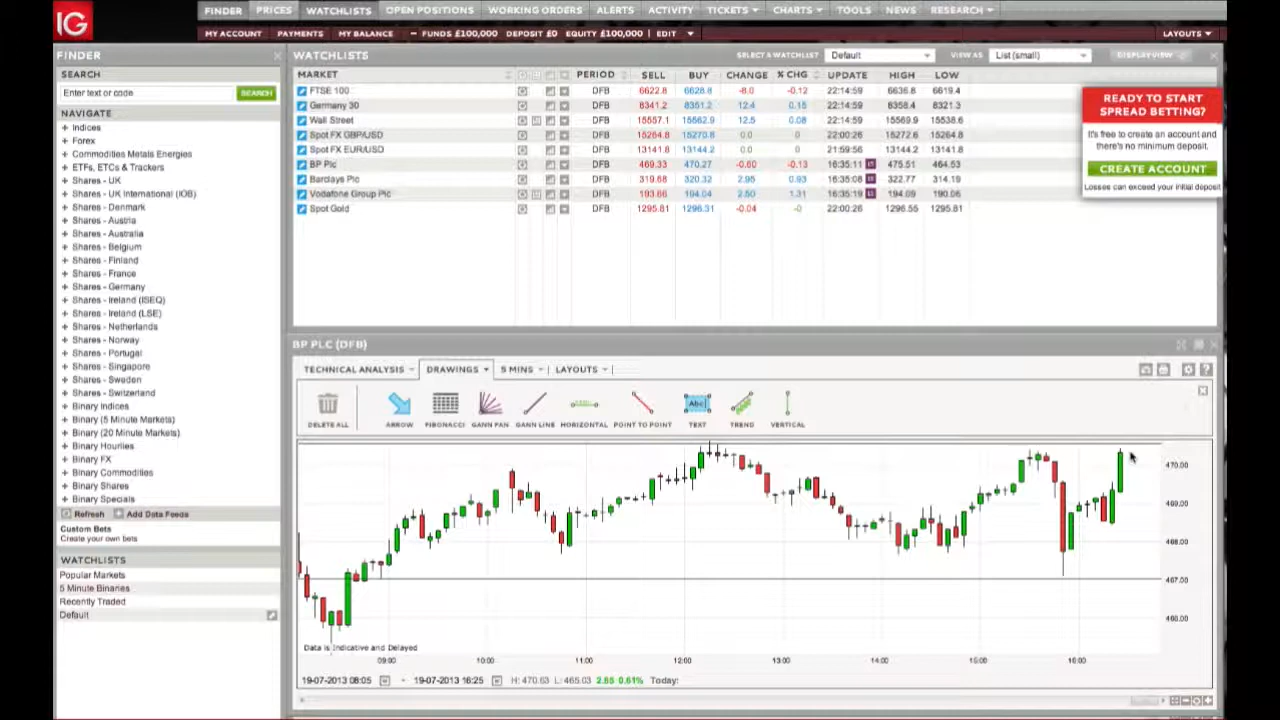 IG
FINDER PRICES WATCHLISTS OPEN POSITIONS WORKING ORDERS ALERTS ACTIVITY TICKETS CHARTS TOOLS NEWS RESEARCH
MY ACCOUNT PAYMENTS MY BALANCE – FUNDS £100,000 DEPOSIT £0 EQUITY £100,000 | EDIT LAYOUTS
FINDER
SEARCH
Enter text or code SEARCH
NAVIGATE
+ Indices
+ Forex
+ Commodities Metals Energies
+ ETFs, ETCs & Trackers
+ Shares - UK
+ Shares - UK International (IOB)
+ Shares - Denmark
+ Shares - Austria
+ Shares - Australia
+ Shares - Belgium
+ Shares - Finland
+ Shares - France
+ Shares - Germany
+ Shares - Ireland (ISEQ)
+ Shares - Ireland (LSE)
+ Shares - Netherlands
+ Shares - Norway
+ Shares - Portugal
+ Shares - Singapore
+ Shares - Sweden
+ Shares - Switzerland
+ Binary Indices
+ Binary (5 Minute Markets)
+ Binary (20 Minute Markets)
+ Binary Hourlies
+ Binary FX
+ Binary Commodities
+ Binary Shares
+ Binary Specials
Refresh Add Data Feeds
Custom Bets
Create your own bets
WATCHLISTS
Popular Markets
5 Minute Binaries
Recently Traded
Default
WATCHLISTS SELECT A WATCHLIST Default VIEW AS List (small) DISPLAY VIEW
MARKET PERIOD SELL BUY CHANGE % CHG UPDATE HIGH LOW
FTSE 100 DFB 6622.8 6628.8 -8.0 -0.12 22:14:59 6636.8 6619.4
Germany 30 DFB 8341.2 8351.2 12.4 0.15 22:14:59 8358.4 8321.3
Wall Street DFB 15557.1 15562.9 12.5 0.08 22:14:59 15569.9 15538.6
Spot FX GBP/USD DFB 15264.8 15270.8 0.0 0 22:00:26 15272.6 15264.8
Spot FX EUR/USD DFB 13141.8 13144.2 0.0 0 21:59:56 13144.2 13141.8
BP Plc DFB 469.33 470.27 -0.60 -0.13 16:35:11 475.51 464.53
Barclays Plc DFB 319.68 320.32 2.95 0.93 16:35:08 322.77 314.19
Vodafone Group Plc DFB 193.66 194.04 2.50 1.31 16:35:19 194.09 190.06
Spot Gold DFB 1295.81 1296.31 -0.04 -0 22:00:26 1296.55 1295.81
READY TO START
SPREAD BETTING?
It's free to create an account and
there's no minimum deposit.
CREATE ACCOUNT
Losses can exceed your initial deposit
BP PLC (DFB)
TECHNICAL ANALYSIS DRAWINGS 5 MINS LAYOUTS
DELETE ALL ARROW FIBONACCI GANN FAN GANN LINE HORIZONTAL POINT TO POINT Abc TEXT TREND VERTICAL
470.00
469.00
468.00
467.00
466.00
Data is Indicative and Delayed
09:00 10:00 11:00 12:00 13:00 14:00 15:00 16:00
19-07-2013 08:05 - 19-07-2013 16:25 H: 470.63 L: 465.03 2.85 0.61% Today: